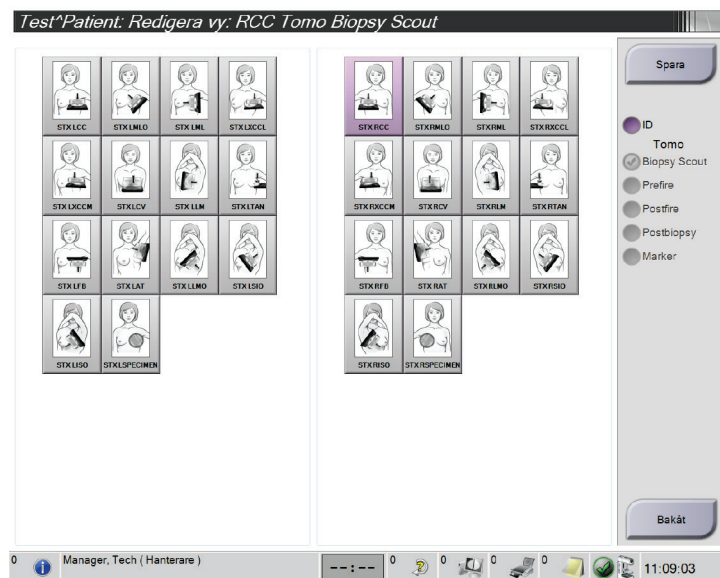 Test^Patient: Redigera vy: RCC Tomo Biopsy Scout
STX LCC STX LMLO STX LML STX LXCCL
STX LXCCM STX LCV STX LLM STX LTAN
STX LFB STX LAT STX LLMO STX LSIO
STX LISO STX LSPECIMEN
STX RCC STX RMLO STX RML STX RXCCL
STX RXCCM STX RCV STX RLM STX RTAN
STX RFB STX RAT STX RLMO STX RSIO
STX RISO STX RSPECIMEN
Spara
ID
Tomo
Biopsy Scout
Prefire
Postfire
Postbiopsy
Marker
Bakåt
0 Manager, Tech ( Hanterare ) --:-- 0 0 0 0 11:09:03